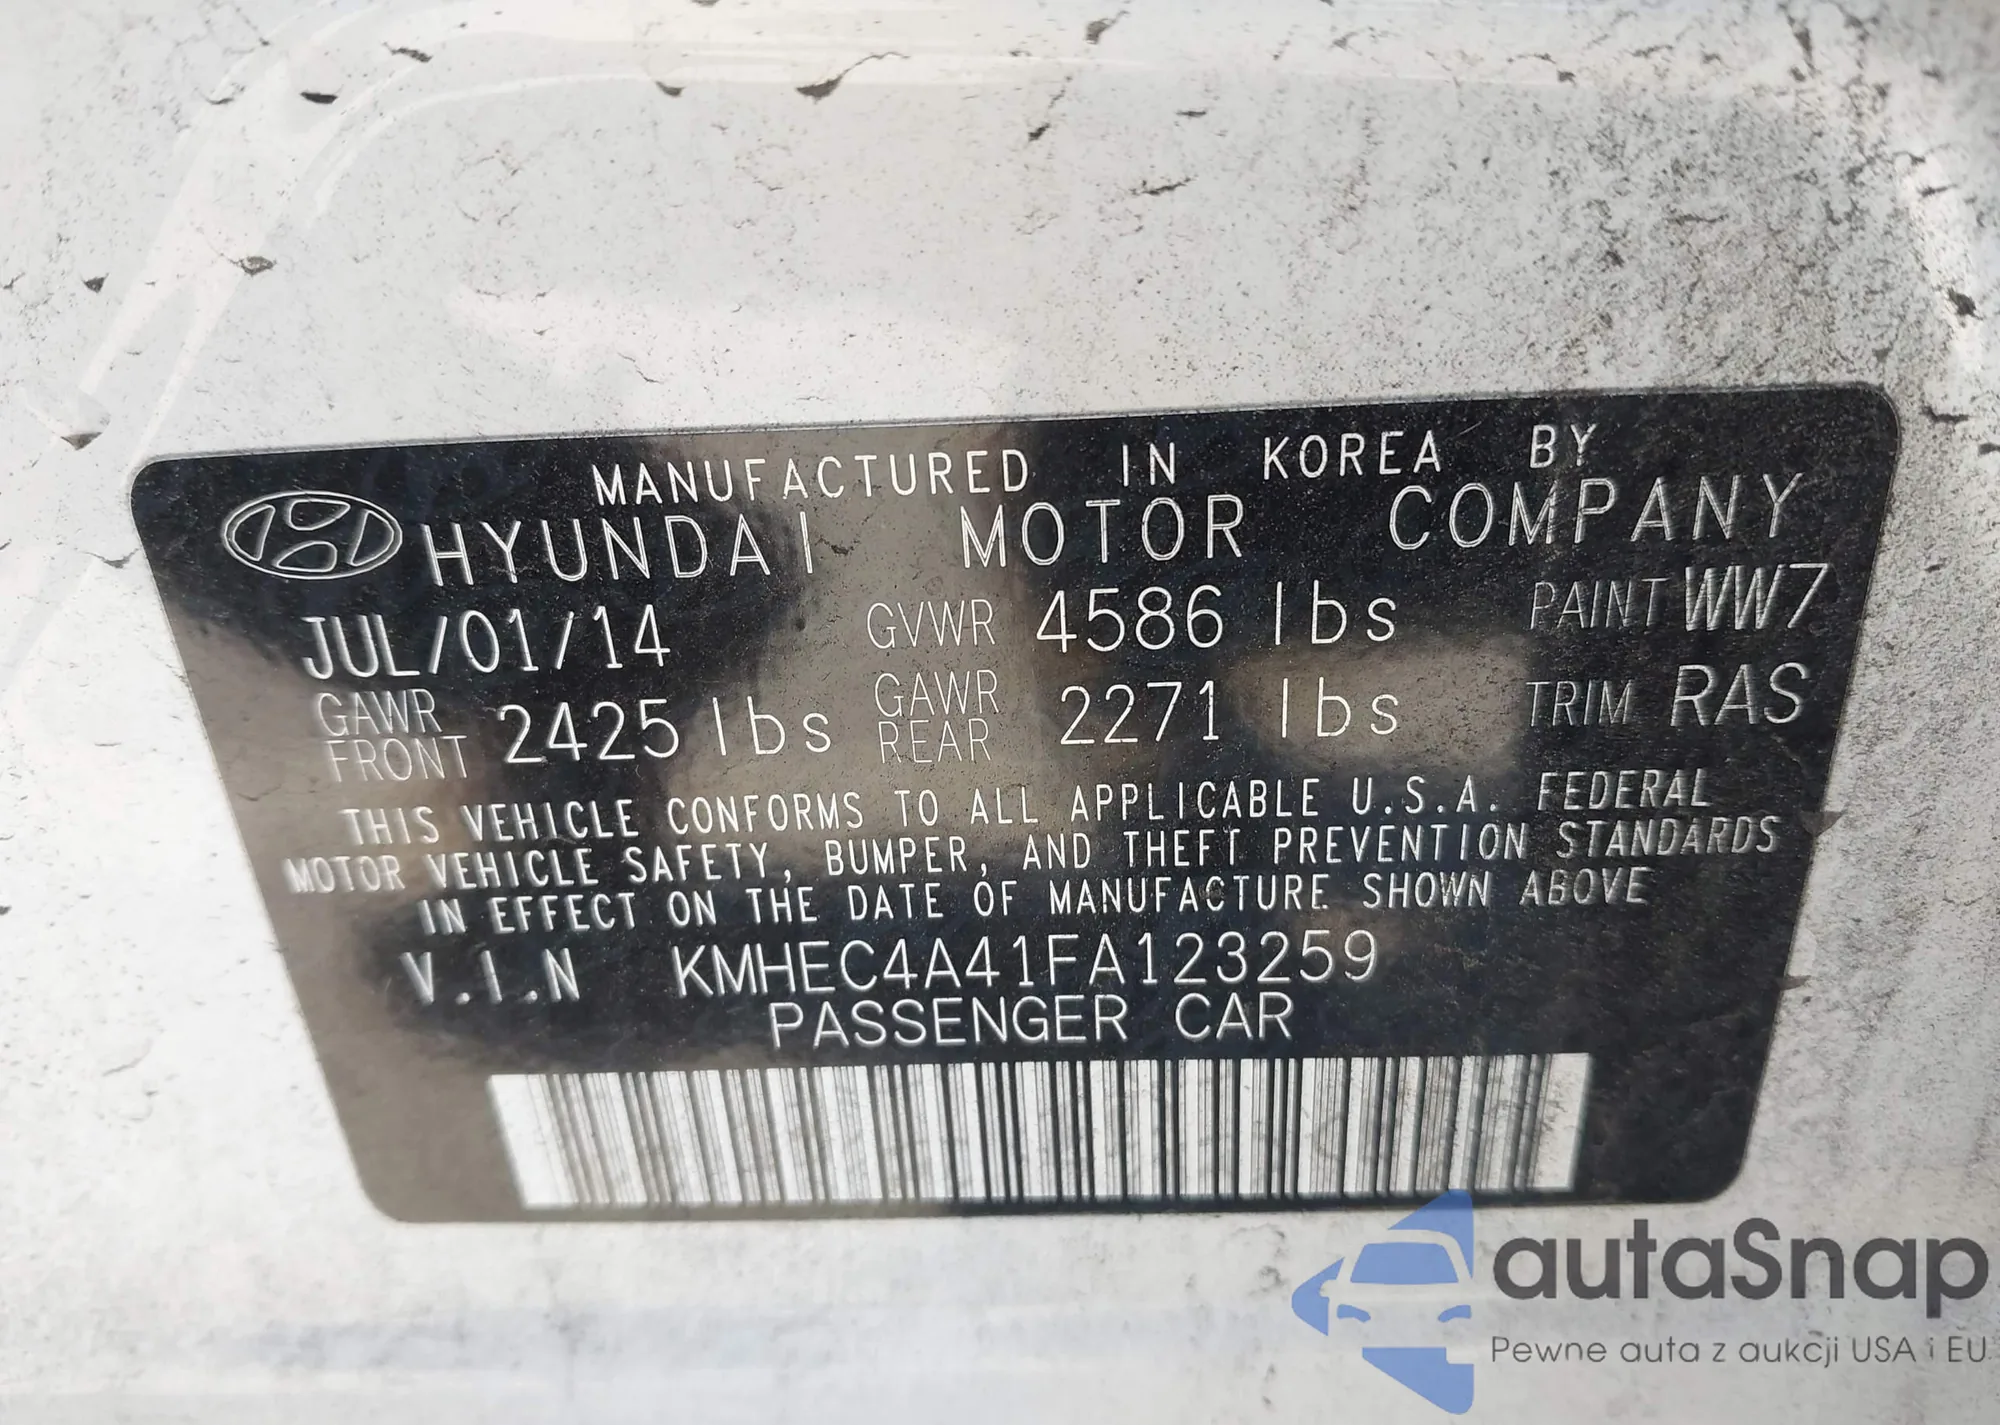 MANUFACTURED IN KOREA BY
HYUNDAI MOTOR COMPANY
JUL/01/14 GVWR 4586 lbs PAINT WW7
GAWR FRONT 2425 lbs GAWR REAR 2271 lbs TRIM RAS
THIS VEHICLE CONFORMS TO ALL APPLICABLE U.S.A. FEDERAL
MOTOR VEHICLE SAFETY, BUMPER, AND THEFT PREVENTION STANDARDS
IN EFFECT ON THE DATE OF MANUFACTURE SHOWN ABOVE
V.I.N KMHEC4A41FA123259
PASSENGER CAR
autaSnap
Pewne auta z aukcji USA i EU